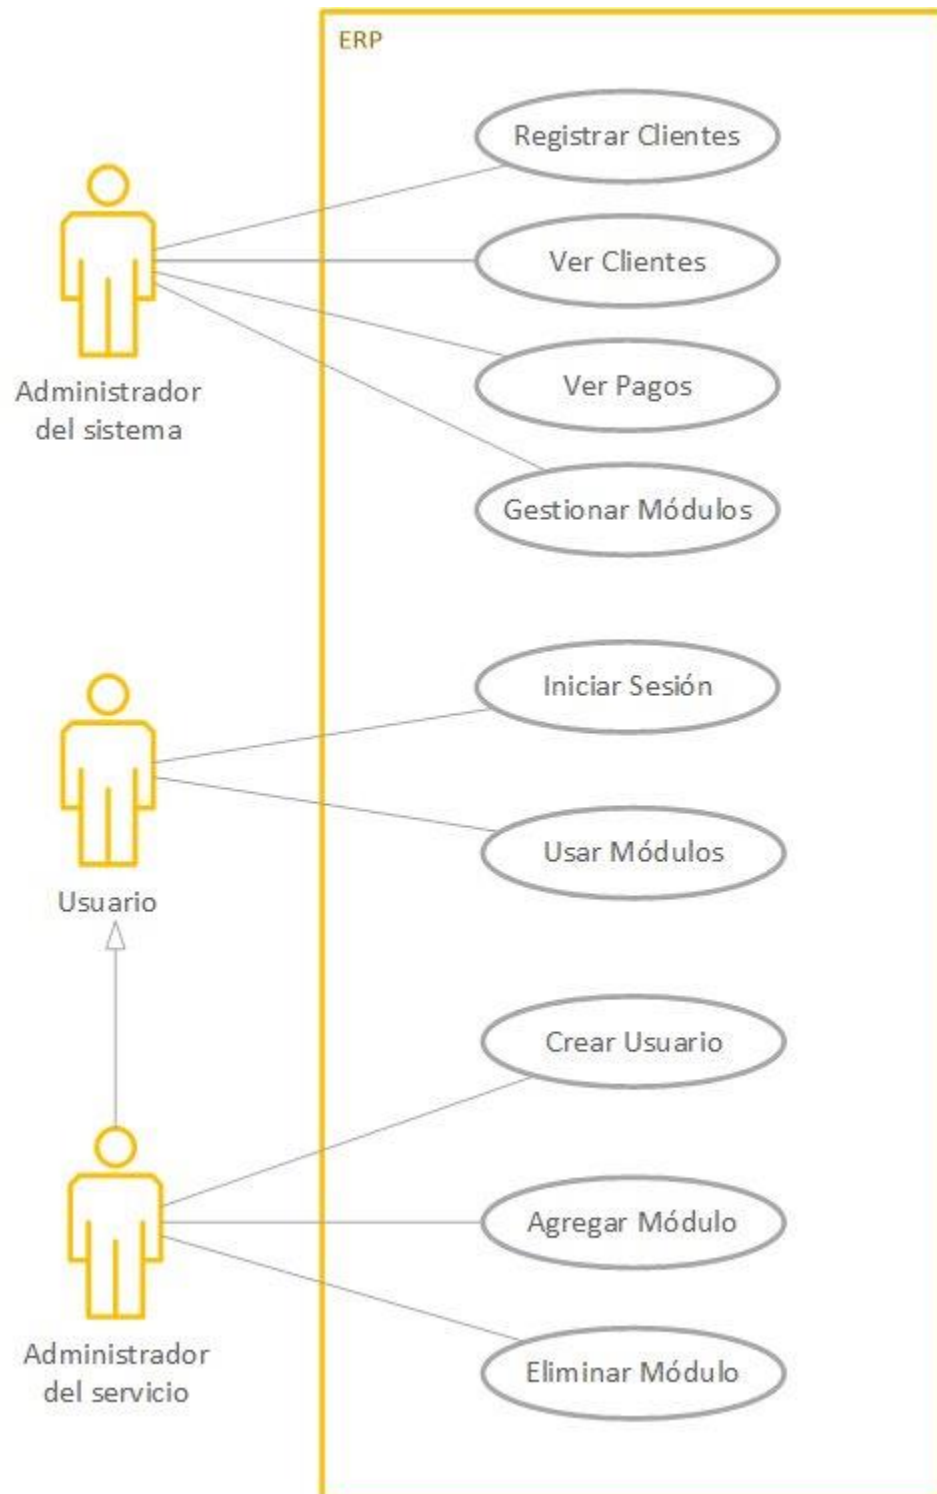 ERP
Registrar Clientes
Ver Clientes
Ver Pagos
Administrador
del sistema
Gestionar Módulos
Iniciar Sesión
Usar Módulos
Usuario
Crear Usuario
Agregar Módulo
Administrador
del servicio
Eliminar Módulo